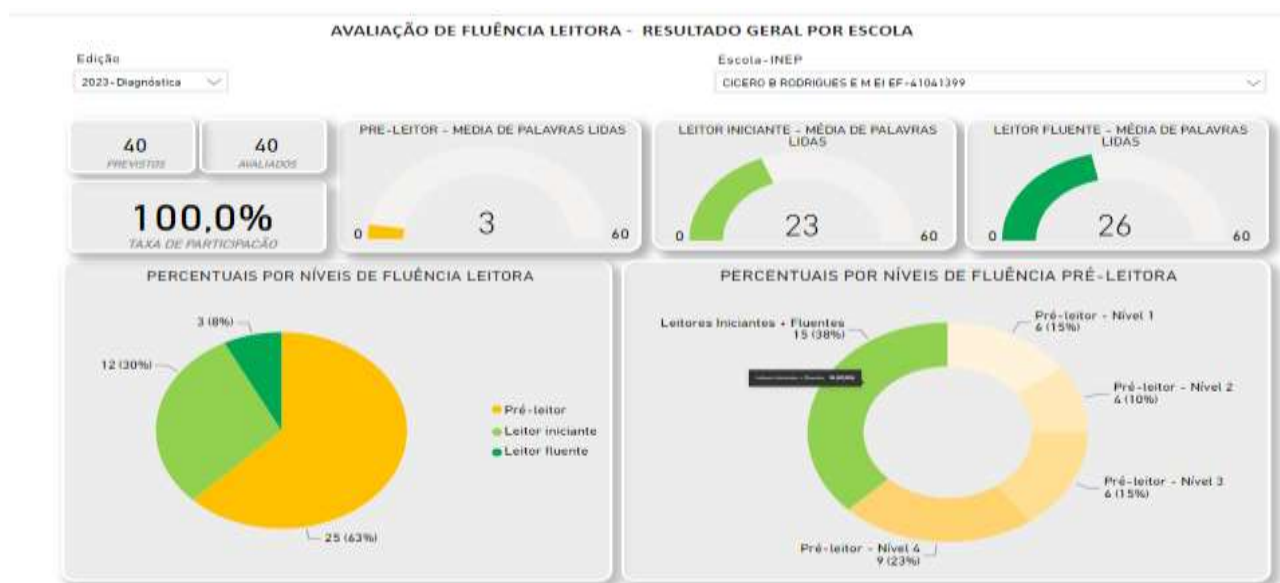 AVALIAÇÃO DE FLUÊNCIA LEITORA - RESULTADO GERAL POR ESCOLA
Edição
2023-Diagnóstica
Escola-INEP
CICERO B RODRIGUES E M EI EF-41041399
40
PREVISTOS
40
AVALIADOS
100,0%
TAXA DE PARTICIPAÇÃO
PRE-LEITOR - MEDIA DE PALAVRAS LIDAS
0
3
60
LEITOR INICIANTE - MÉDIA DE PALAVRAS
LIDAS
0
23
60
LEITOR FLUENTE - MÉDIA DE PALAVRAS
LIDAS
0
26
60
PERCENTUAIS POR NÍVEIS DE FLUÊNCIA LEITORA
3 (8%)
12 (30%)
25 (63%)
Pré-leitor
Leitor iniciante
Leitor fluente
PERCENTUAIS POR NÍVEIS DE FLUÊNCIA PRÉ-LEITORA
Leitores Iniciantes + Fluentes
15 (38%)
Pré-leitor - Nível 1
6 (15%)
Pré-leitor - Nível 2
4 (10%)
Pré-leitor - Nível 3
6 (15%)
Pré-leitor - Nível 4
9 (23%)